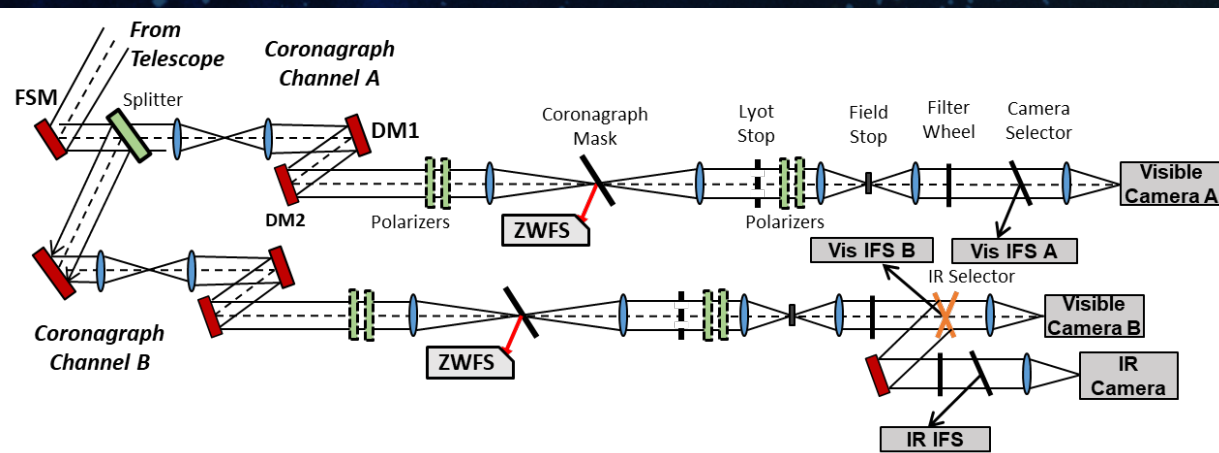 From
Telescope
Coronagraph
Channel A
FSM
Splitter
DM1
DM2
Polarizers
Coronagraph
Mask
ZWFS
Lyot
Stop
Polarizers
Field
Stop
Filter
Wheel
Camera
Selector
Visible
Camera A
Vis IFS B
Vis IFS A
IR Selector
Coronagraph
Channel B
ZWFS
Visible
Camera B
IR
Camera
IR IFS